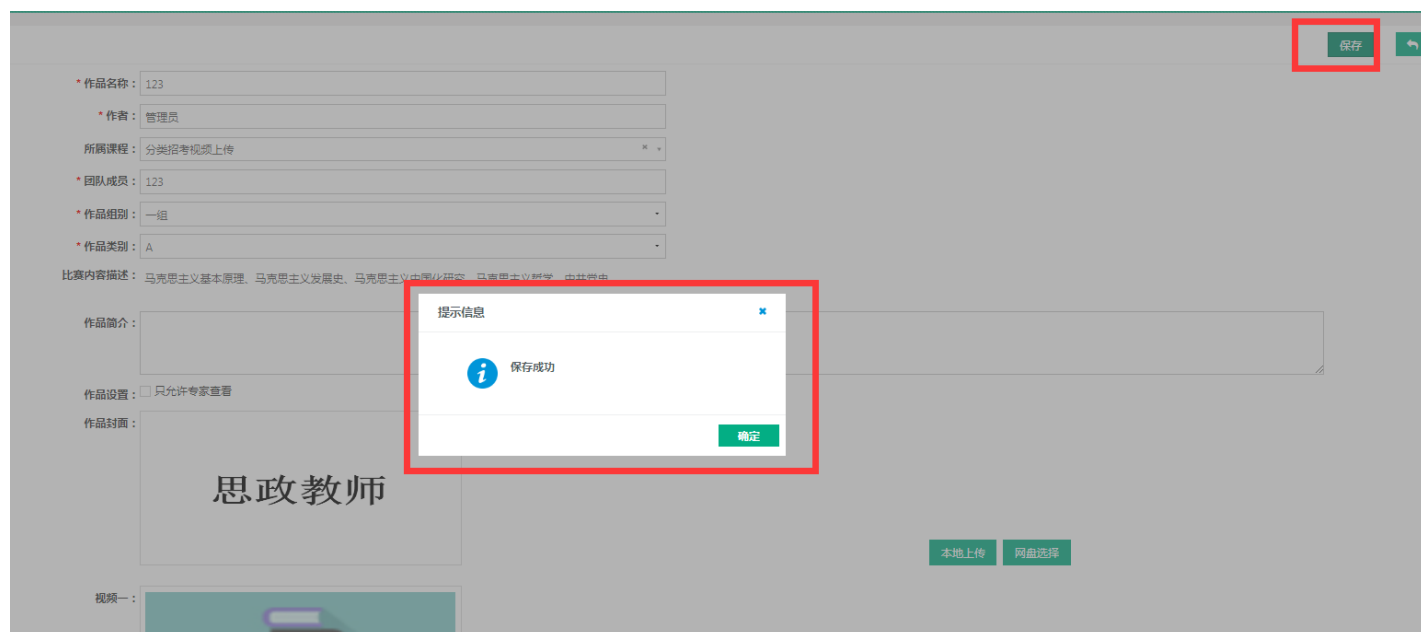 保存
*作品名称：123
*作者：管理员
所属课程：分类招考视频上传
*团队成员：123
*作品组别：一组
*作品类别：A
比赛内容描述：马克思主义基本原理、马克思主义发展史、马克思主义中国化研究、马克思主义哲学、中共党史
提示信息
作品简介：
保存成功
作品设置：只允许专家查看
作品封面：
确定
思政教师
本地上传 网盘选择
视频一：